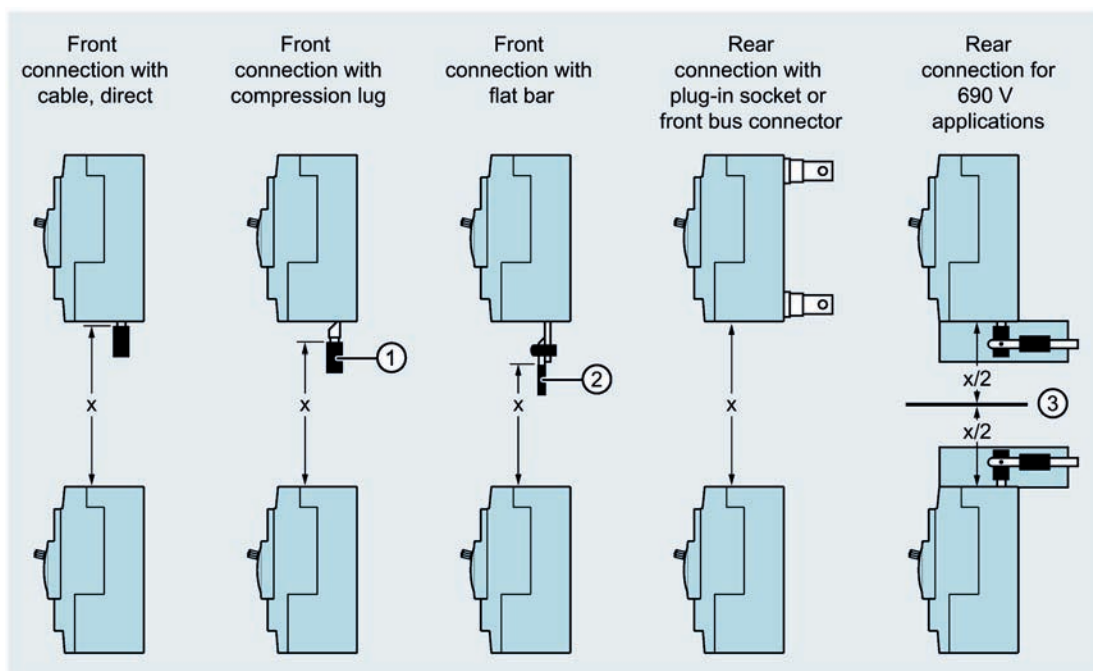 Front
connection with
cable, direct
Front
connection with
compression lug
Front
connection with
flat bar
Rear
connection with
plug-in socket or
front bus connector
Rear
connection for
690 V
applications
x
x
1
x
2
x
x/2
3
x/2